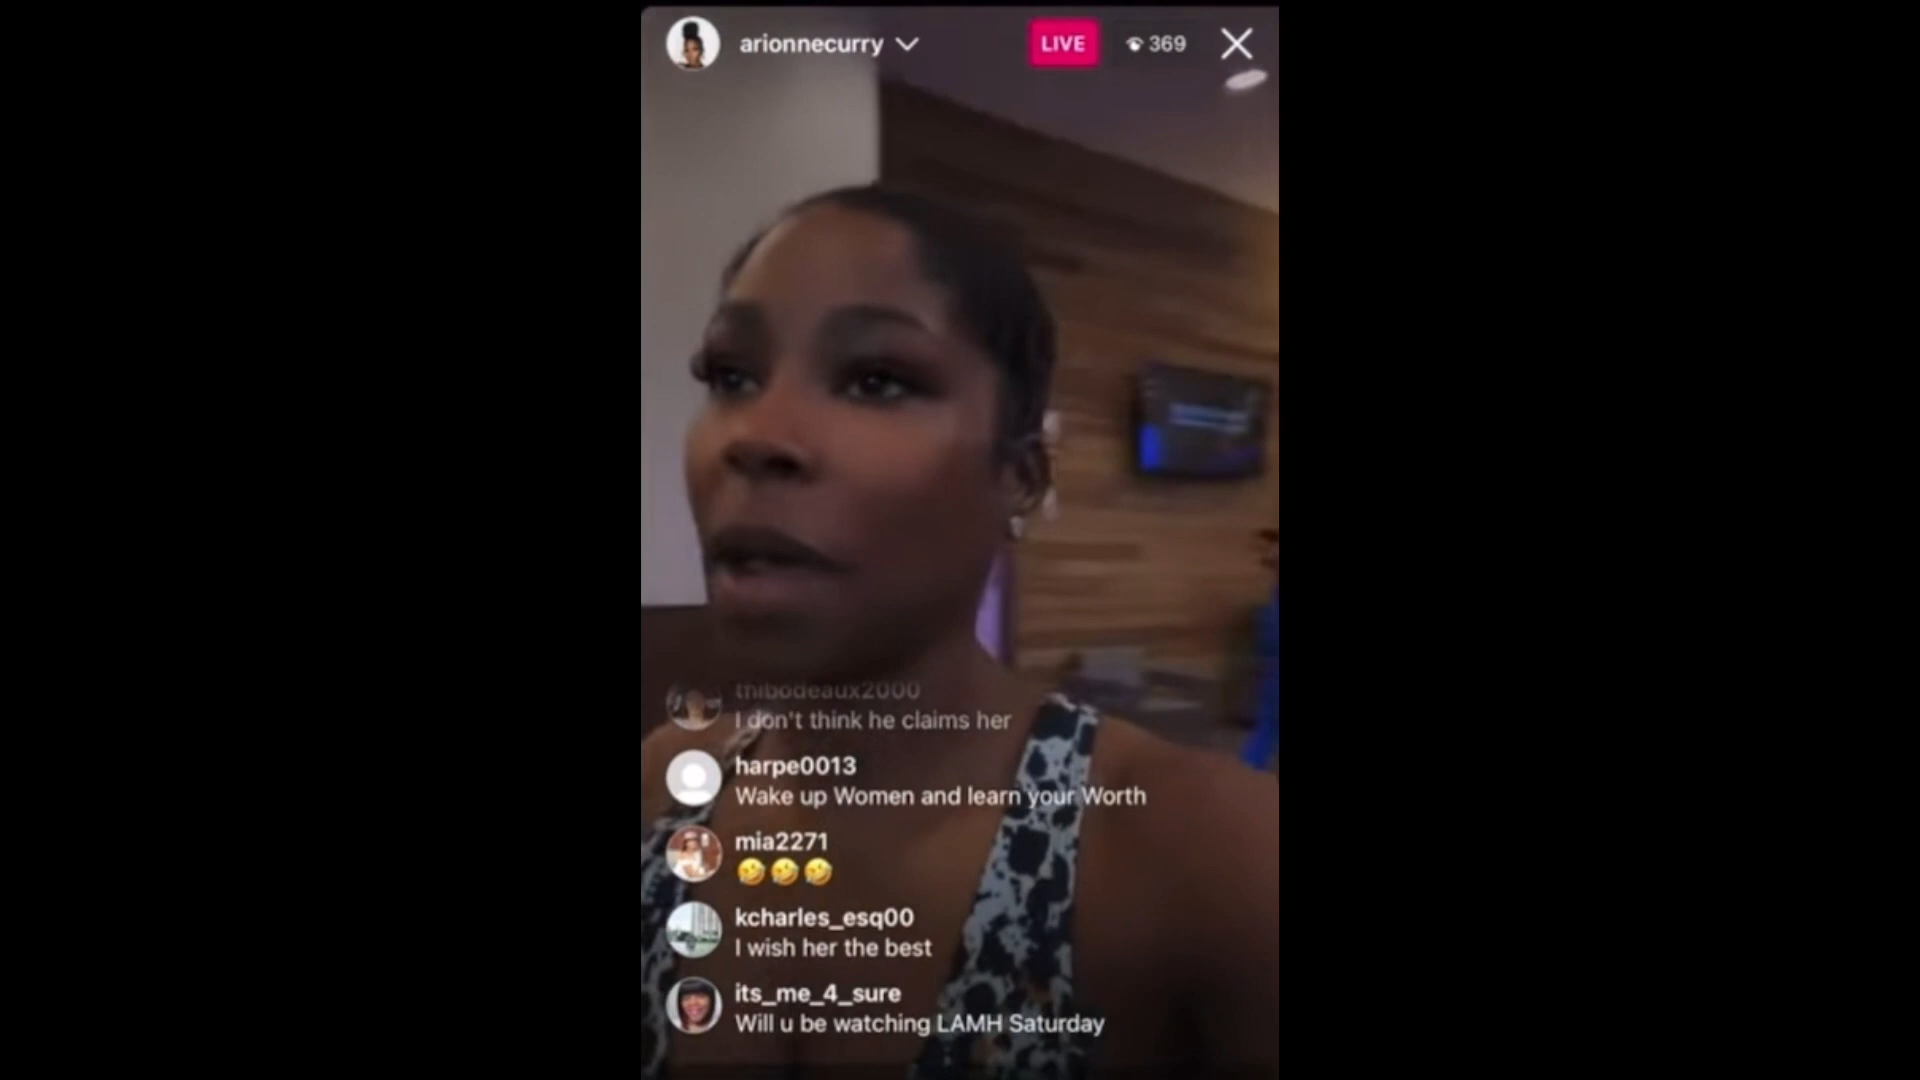 arionnecurry
LIVE
369
thibodeaux2000
I don't think he claims her
harpe0013
Wake up Women and learn your Worth
mia2271
🤣🤣🤣
kcharles_esq00
I wish her the best
its_me_4_sure
Will u be watching LAMH Saturday